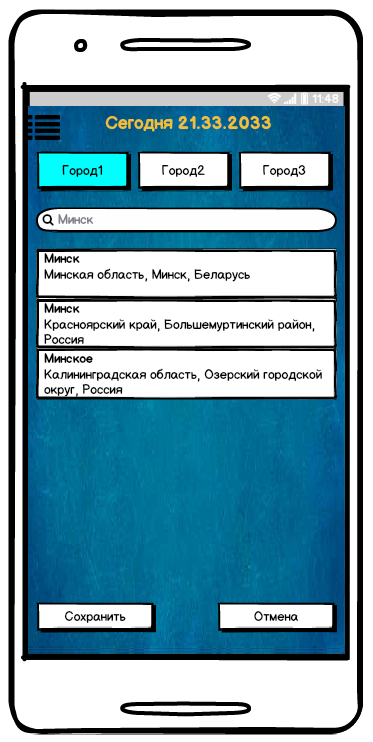 11:48
Сегодня 21.33.2033
Город1
Город2
Город3
Минск
Минск
Минская область, Минск, Беларусь
Минск
Красноярский край, Большемуртинский район,
Россия
Минское
Калининградская область, Озерский городской
округ, Россия
Сохранить
Отмена